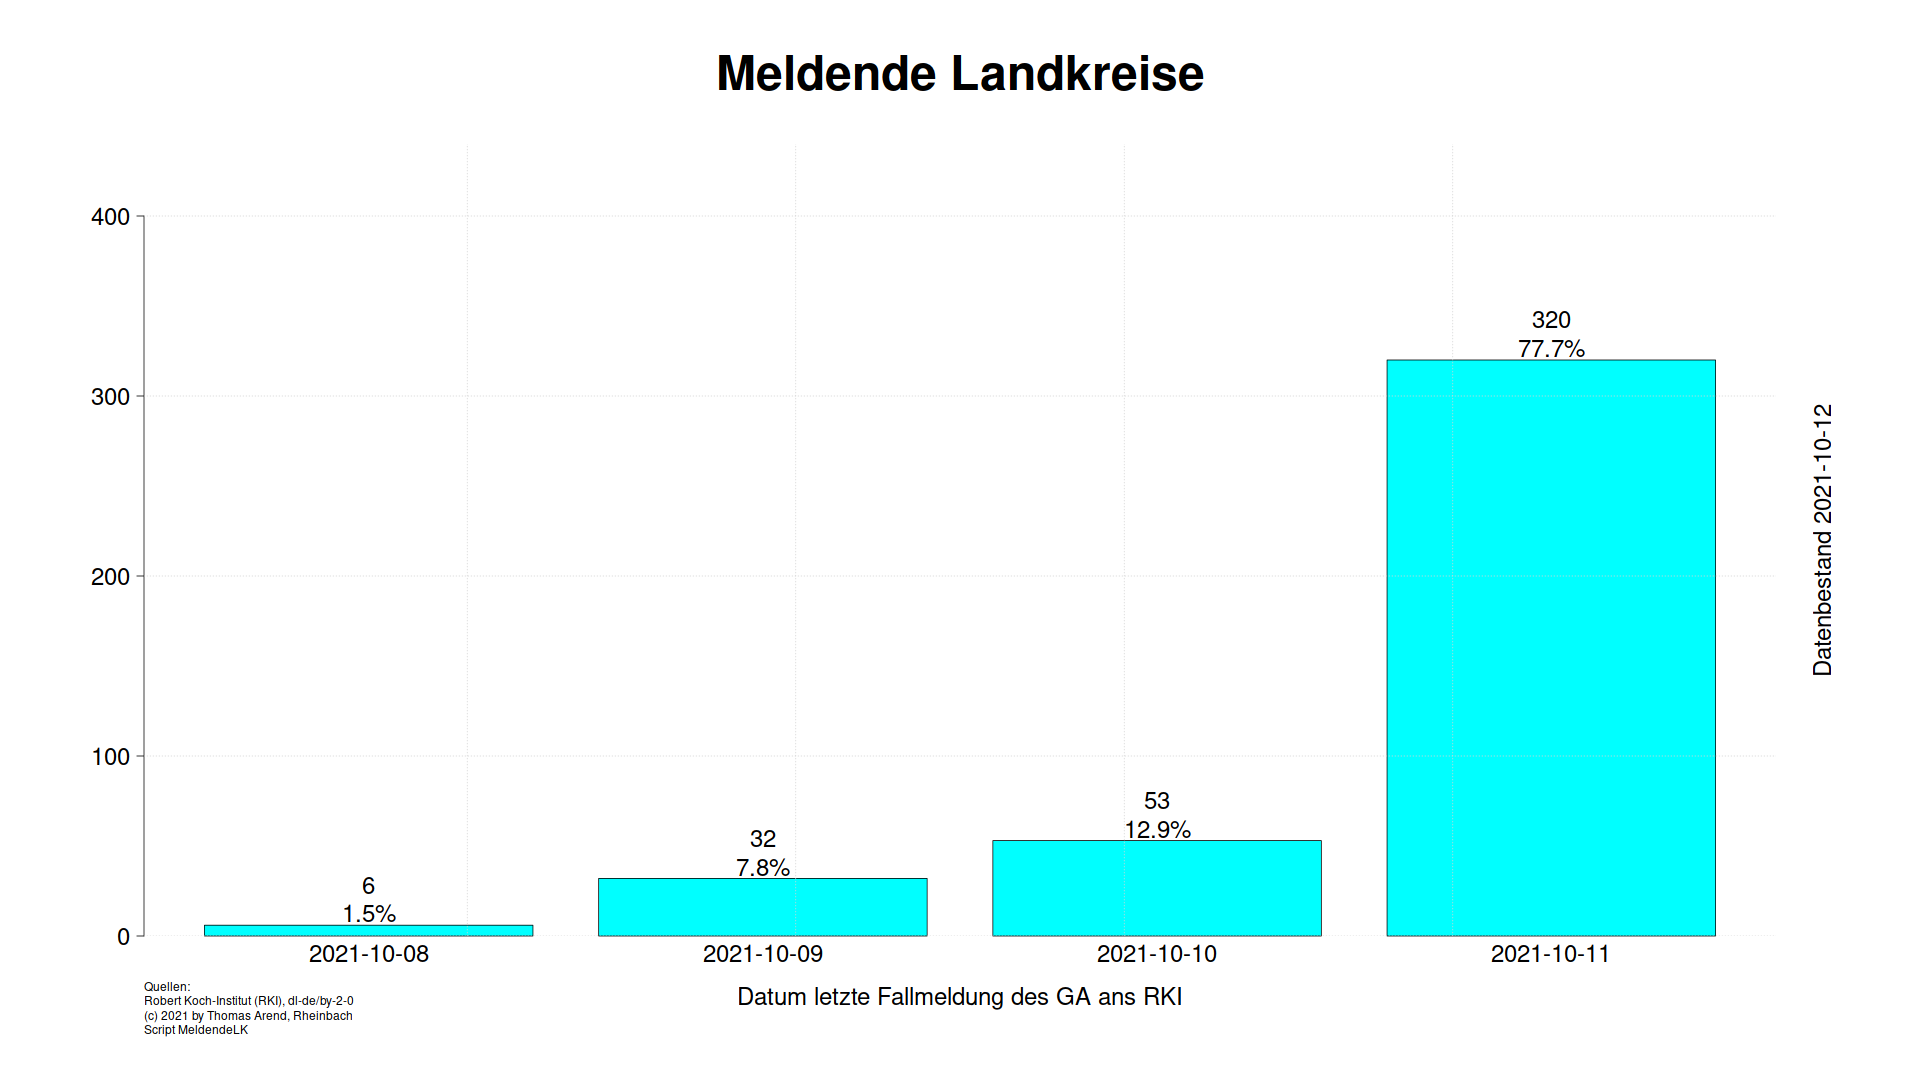 Meldende Landkreise
400
300
200
100
0
6
1.5%
32
7.8%
53
12.9%
320
77.7%
2021-10-08
2021-10-09
2021-10-10
2021-10-11
Datum letzte Fallmeldung des GA ans RKI
Datenbestand 2021-10-12
Quellen:
Robert Koch-Institut (RKI), dl-de/by-2-0
(c) 2021 by Thomas Arend, Rheinbach
Script MeldendeLK